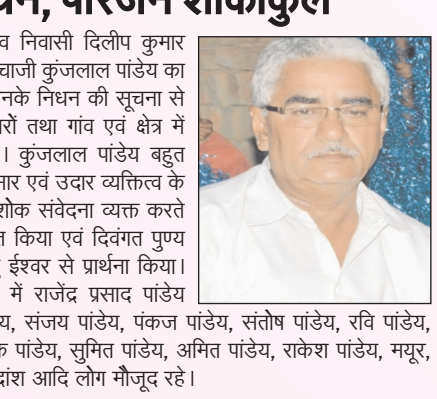 निधन, परिजन शोकाकुल
व निवासी दिलीप कुमार
चाजी कुंजलाल पांडेय का
नके निधन की सूचना से
रों तथा गांव एवं क्षेत्र में
। कुंजलाल पांडेय बहुत
सार एवं उदार व्यक्तित्व के
शोक संवेदना व्यक्त करते
त किया एवं दिवंगत पुण्य
ईश्वर से प्रार्थना किया।
में राजेंद्र प्रसाद पांडेय
य, संजय पांडेय, पंकज पांडेय, संतोष पांडेय, रवि पांडेय,
क पांडेय, सुमित पांडेय, अमित पांडेय, राकेश पांडेय, मयूर,
दांश आदि लोग मौजूद रहे।